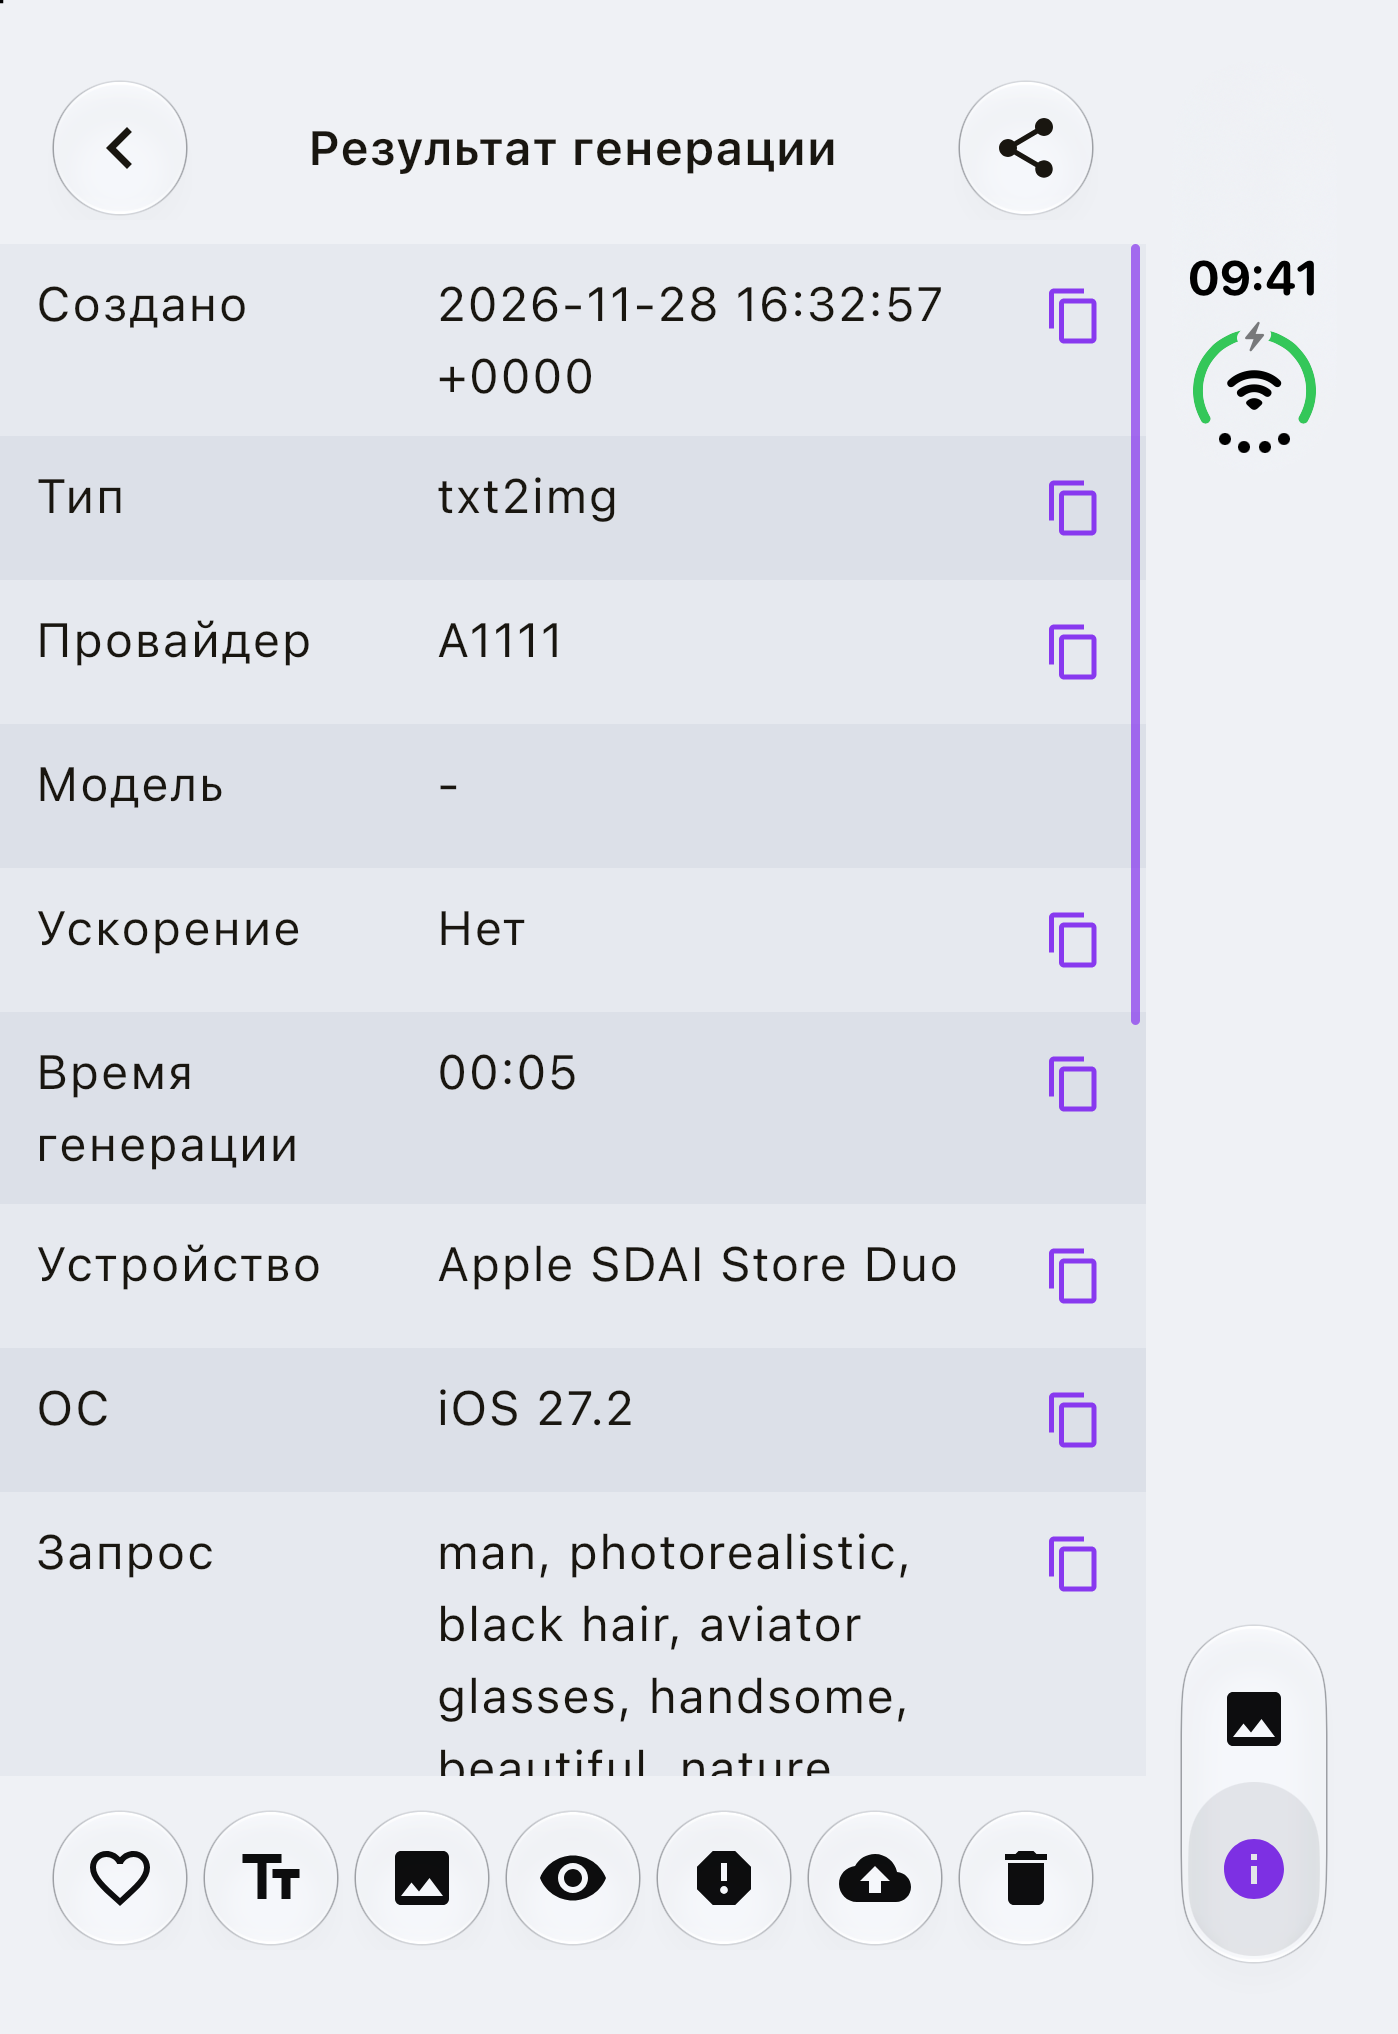 Результат генерации
09:41
Создано
2026-11-28 16:32:57
+0000
Тип
txt2img
Провайдер
A1111
Модель
-
Ускорение
Нет
Время
генерации
00:05
Устройство
Apple SDAI Store Duo
ОС
iOS 27.2
Запрос
man, photorealistic,
black hair, aviator
glasses, handsome,
beautiful, nature